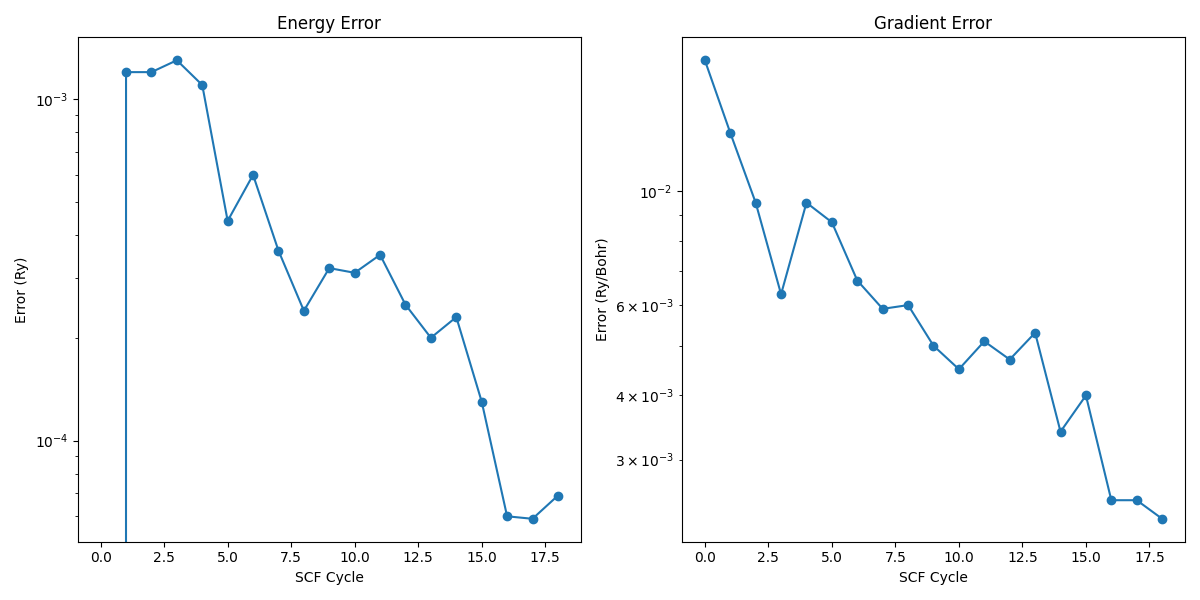 Energy Error
Error (Ry)
10⁻³
10⁻⁴
0.0 2.5 5.0 7.5 10.0 12.5 15.0 17.5
SCF Cycle
Gradient Error
Error (Ry/Bohr)
10⁻²
6 × 10⁻³
4 × 10⁻³
3 × 10⁻³
0.0 2.5 5.0 7.5 10.0 12.5 15.0 17.5
SCF Cycle